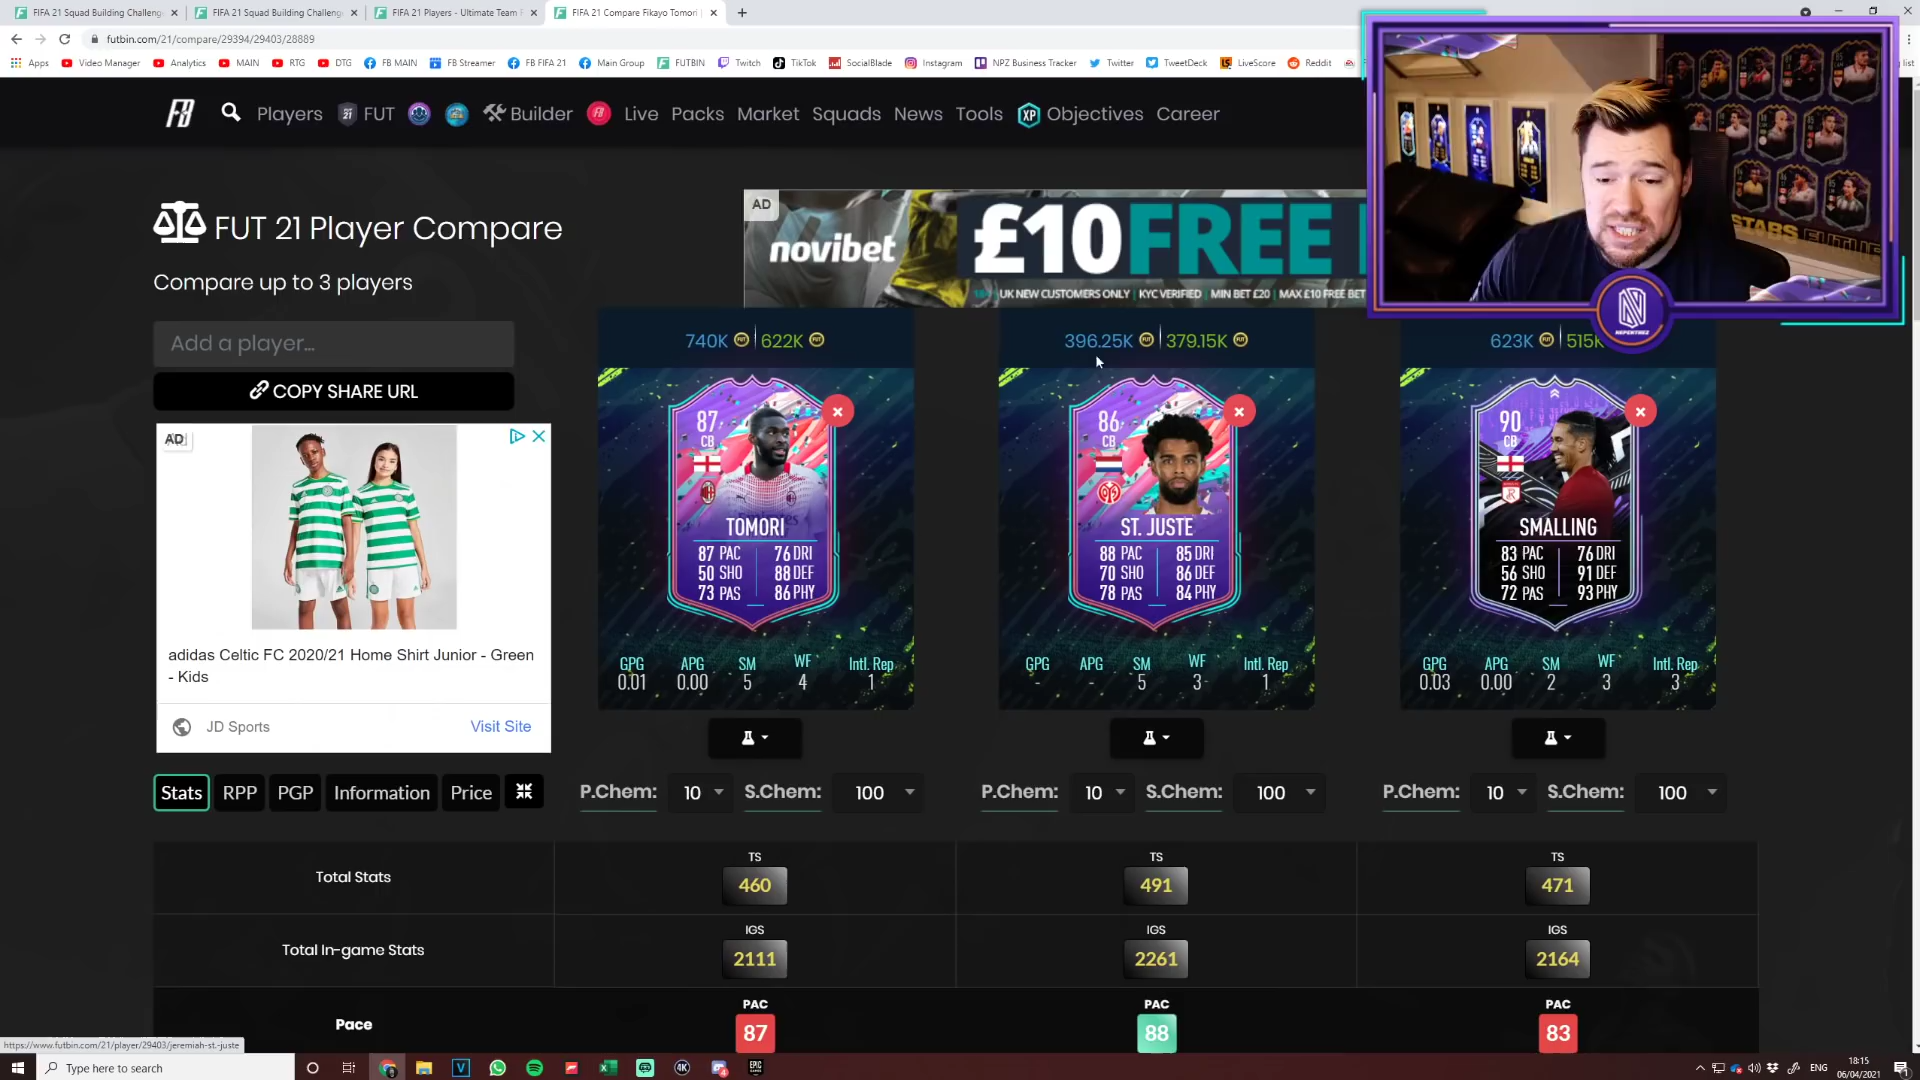 FIFA 21 Squad Building Challenge
FIFA 21 Squad Building Challenge
FIFA 21 Players - Ultimate Team F
FIFA 21 Compare Fikayo Tomori
futbin.com/21/compare/29394/29403/28889
Apps
Video Manager
Analytics
MAIN
RTG
DTG
FB MAIN
FB Streamer
FB FIFA 21
Main Group
FUTBIN
Twitch
TikTok
SocialBlade
Instagram
NPZ Business Tracker
Twitter
TweetDeck
LiveScore
Reddit
FB
Players
21 FUT
Builder
Live
Packs
Market
Squads
News
Tools
XP Objectives
Career
FUT 21 Player Compare
Compare up to 3 players
Add a player...
COPY SHARE URL
AD
novibet
£10 FREE
18+ UK NEW CUSTOMERS ONLY | KYC VERIFIED | MIN BET £20 | MAX £10 FREE BET
STARS
FUTURE
N
NEPENTHEZ
AD
adidas Celtic FC 2020/21 Home Shirt Junior - Green
- Kids
JD Sports
Visit Site
740K 622K
87
CB
TOMORI
87 PAC 76 DRI
50 SHO 88 DEF
73 PAS 86 PHY
GPG APG SM WF Intl. Rep
0.01 0.00 5 4 1
396.25K 379.15K
86
CB
ST. JUSTE
88 PAC 85 DRI
70 SHO 86 DEF
78 PAS 84 PHY
GPG APG SM WF Intl. Rep
- - 5 3 1
623K 515K
90
CB
SMALLING
83 PAC 76 DRI
56 SHO 91 DEF
72 PAS 93 PHY
GPG APG SM WF Intl. Rep
0.03 0.00 2 3 3
Stats
RPP
PGP
Information
Price
P.Chem: 10 S.Chem: 100
P.Chem: 10 S.Chem: 100
P.Chem: 10 S.Chem: 100
TS TS TS
Total Stats 460 491 471
IGS IGS IGS
Total In-game Stats 2111 2261 2164
PAC PAC PAC
Pace 87 88 83
https://www.futbin.com/21/player/29403/jeremiah-st.-juste
Type here to search
ENG
18:15
06/04/2021